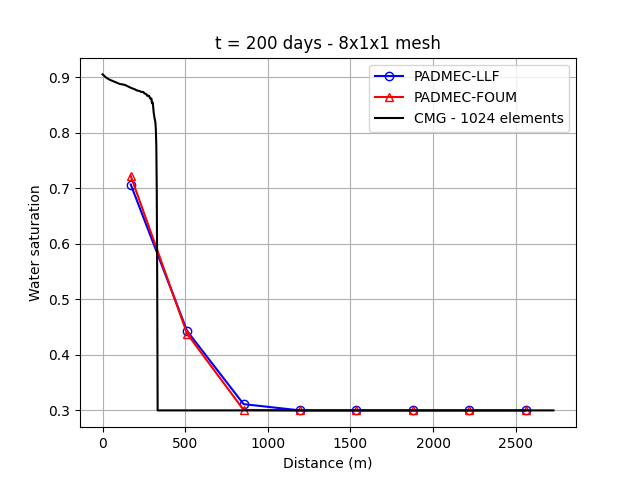 t = 200 days - 8x1x1 mesh
PADMEC-LLF
PADMEC-FOUM
CMG - 1024 elements
Water saturation
0.9
0.8
0.7
0.6
0.5
0.4
0.3
0 500 1000 1500 2000 2500
Distance (m)